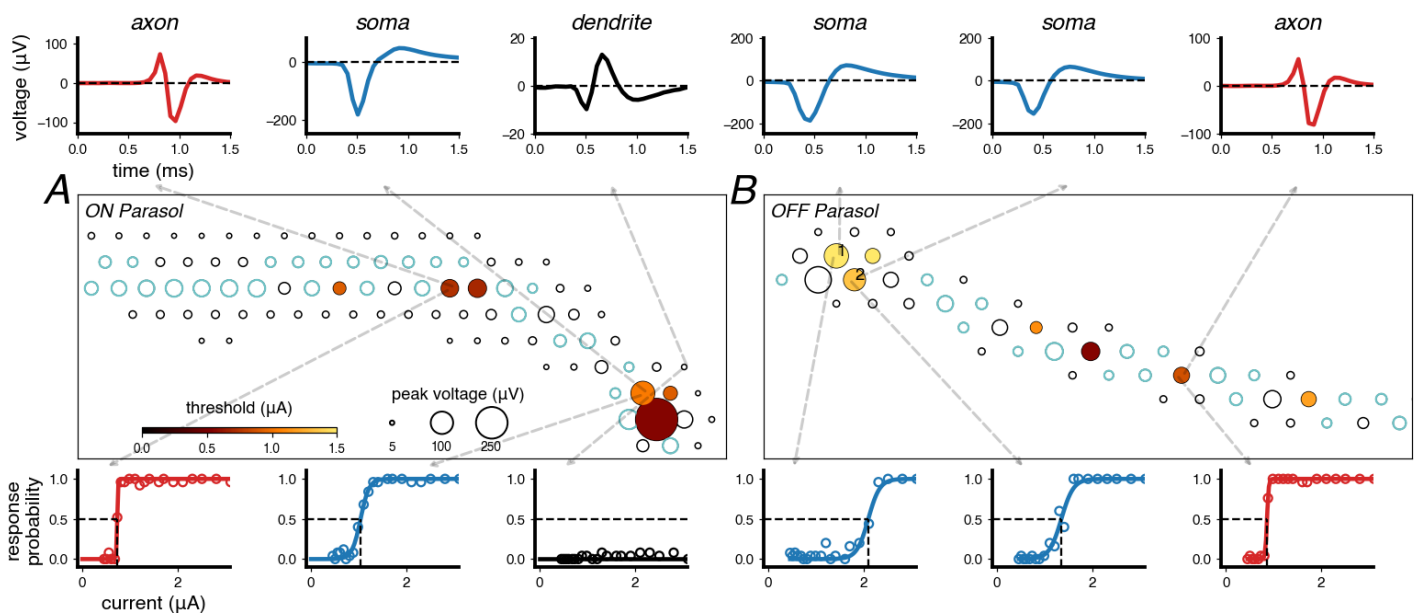 axon soma dendrite soma soma axon
voltage (µV)
100 0 −100
0 −200
20 0 −20
200 0 −200
200 0 −200
100 0 −100
0.0 0.5 1.0 1.5 0.0 0.5 1.0 1.5 0.0 0.5 1.0 1.5 0.0 0.5 1.0 1.5 0.0 0.5 1.0 1.5 0.0 0.5 1.0 1.5
time (ms)
A
ON Parasol
threshold (µA)
0.0 0.5 1.0 1.5
peak voltage (µV)
5 100 250
B
OFF Parasol
1
2
response
probability
1.0 0.5 0.0
1.0 0.5 0.0
1.0 0.5 0.0
1.0 0.5 0.0
1.0 0.5 0.0
1.0 0.5 0.0
0 2 0 2 0 2 0 2 0 2 0 2
current (µA)